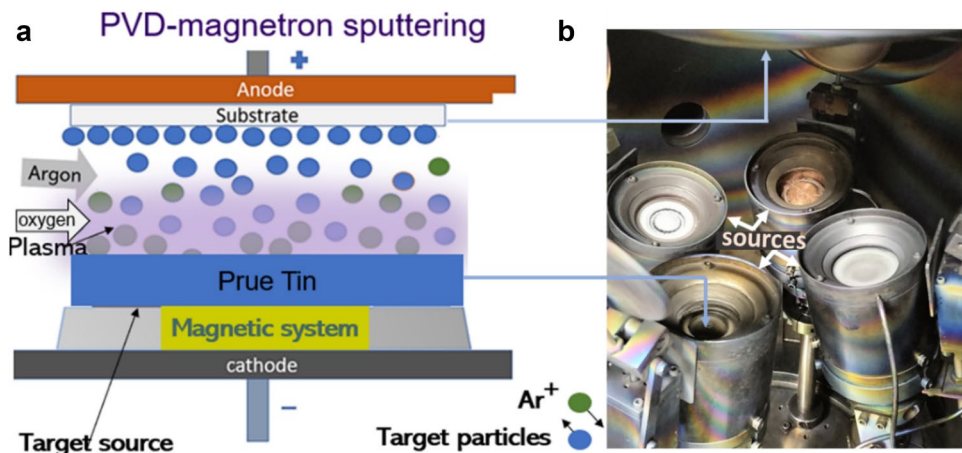 a
PVD-magnetron sputtering
b
+
Anode
Substrate
Argon
oxygen
Plasma
Prue Tin
Magnetic system
cathode
−
Ar+
Target source
Target particles
sources